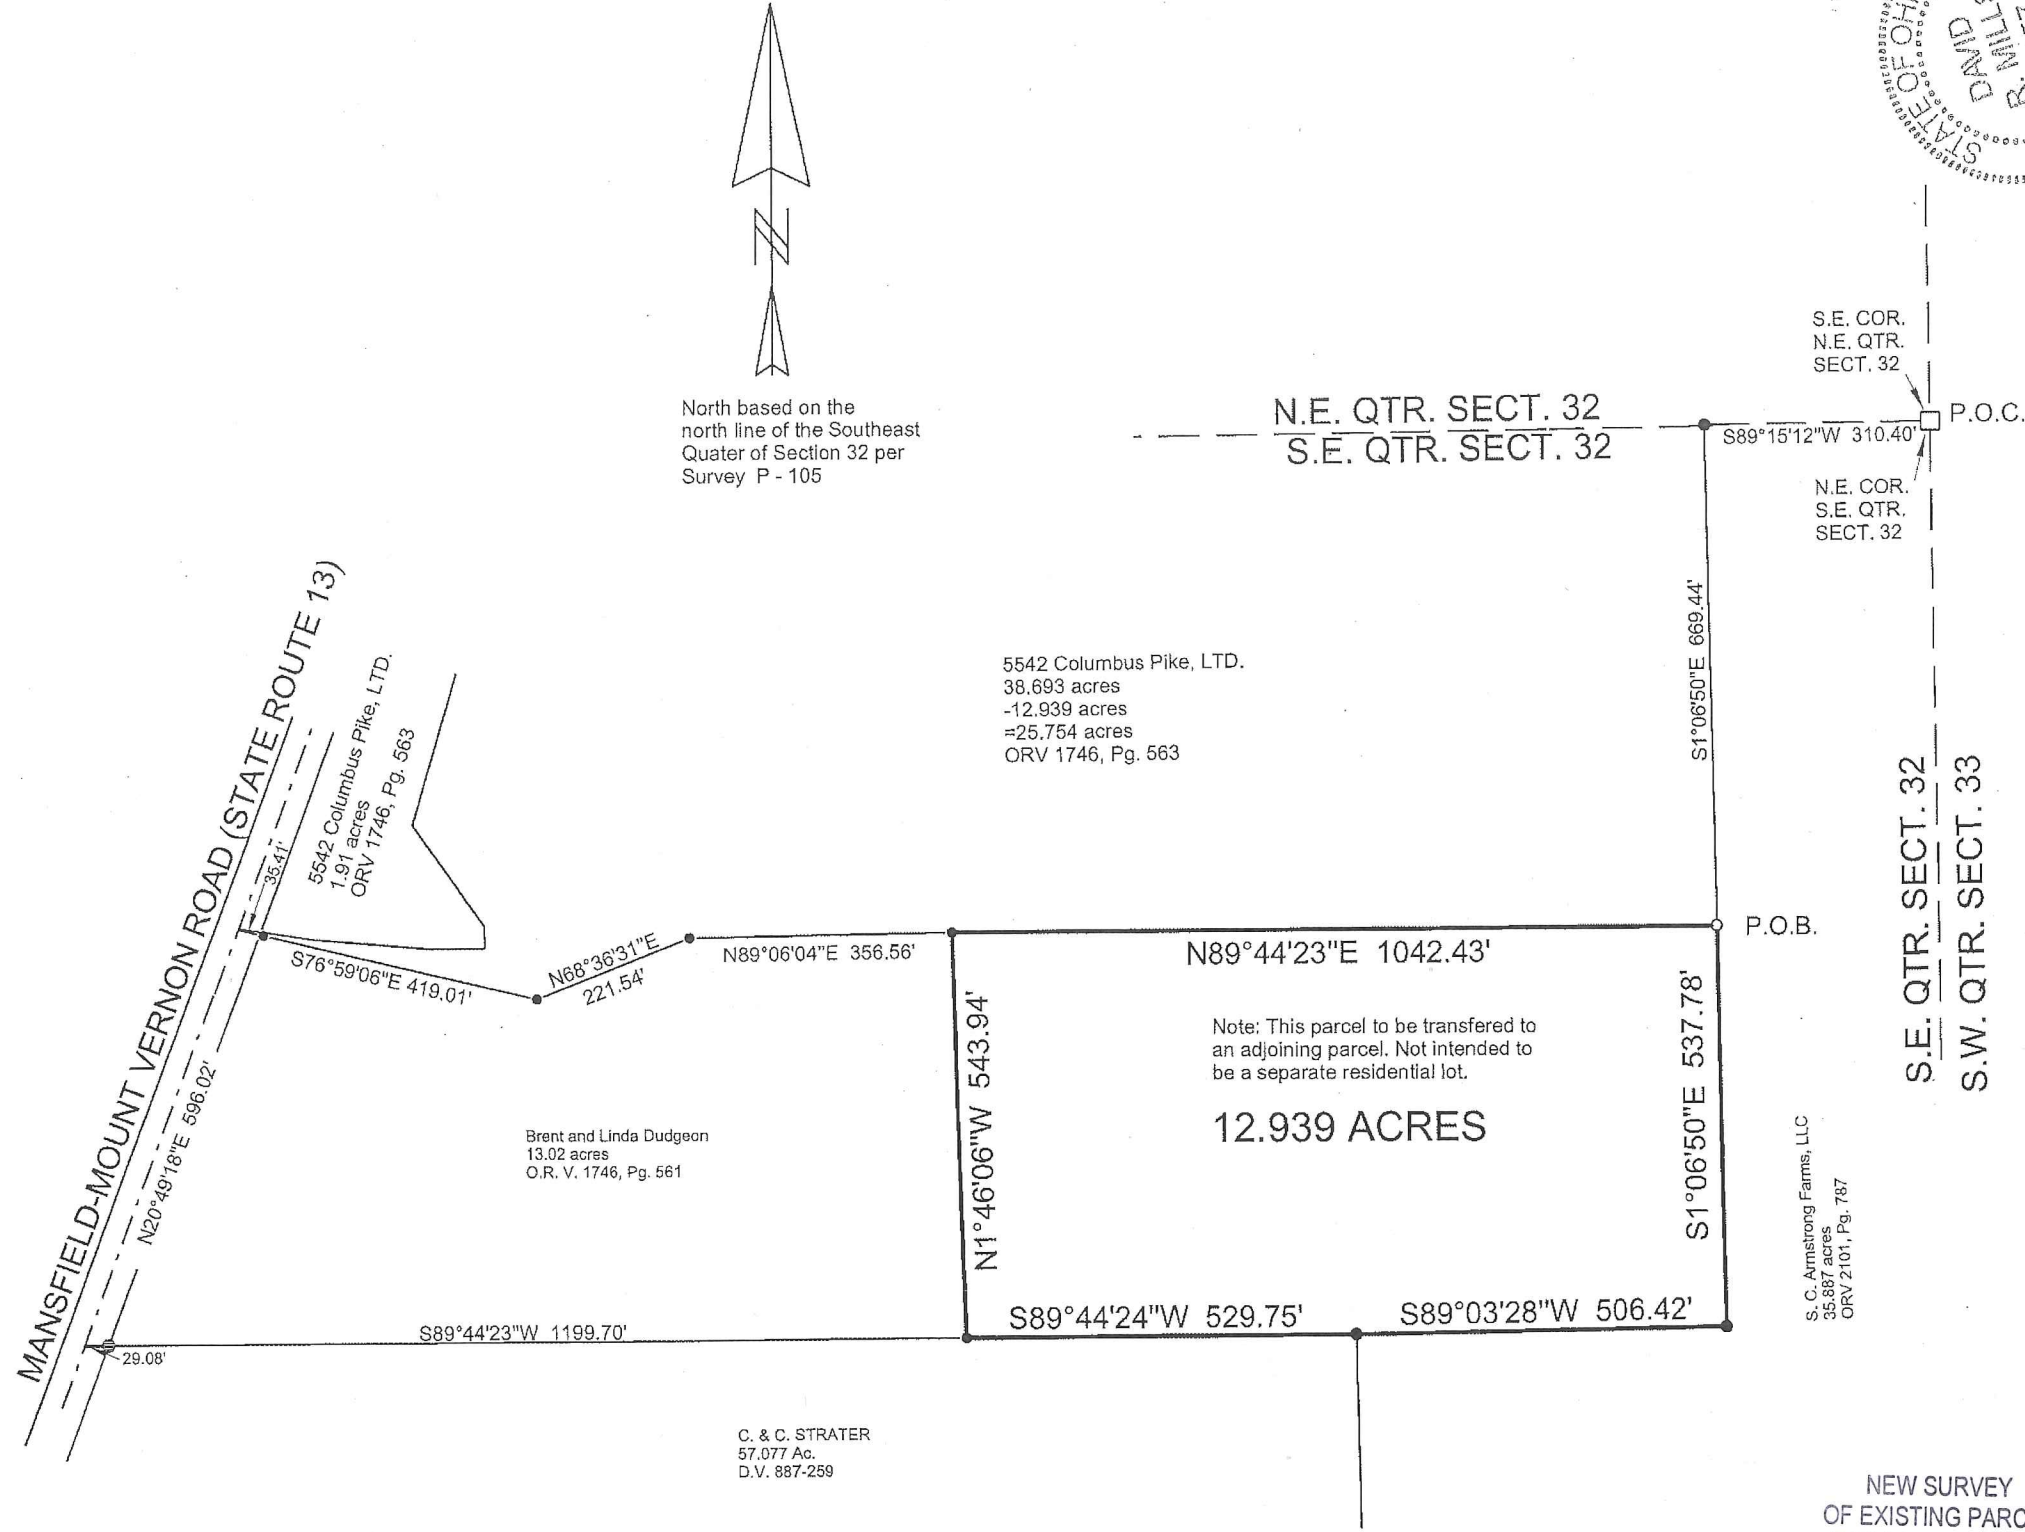 STATE OF OH
DAVID
R. MILL
N
North based on the
north line of the Southeast
Quater of Section 32 per
Survey P - 105
S.E. COR.
N.E. QTR.
SECT. 32
P.O.C.
N.E. QTR. SECT. 32
S.E. QTR. SECT. 32
S89°15'12"W 310.40'
N.E. COR.
S.E. QTR.
SECT. 32
S1°06'50"E 669.44'
5542 Columbus Pike, LTD.
38.693 acres
-12.939 acres
=25.754 acres
ORV 1746, Pg. 563
MANSFIELD-MOUNT VERNON ROAD (STATE ROUTE 13)
5542 Columbus Pike, LTD.
1.91 acres
ORV 1746, Pg. 563
35.41'
S76°59'06"E 419.01'
N68°36'31"E
221.54'
N89°06'04"E 356.56'
N89°44'23"E 1042.43'
P.O.B.
S.E. QTR. SECT. 32
S.W. QTR. SECT. 33
N20°49'18"E 596.02'
Brent and Linda Dudgeon
13.02 acres
O.R. V. 1746, Pg. 561
N1°46'06"W 543.94'
Note: This parcel to be transfered to
an adjoining parcel. Not intended to
be a separate residential lot.
12.939 ACRES
S1°06'50"E 537.78'
S. C. Armstrong Farms, LLC
35.887 acres
ORV 2101, Pg. 787
S89°44'24"W 529.75'
S89°03'28"W 506.42'
S89°44'23"W 1199.70'
29.08'
C. & C. STRATER
57.077 Ac.
D.V. 887-259
NEW SURVEY
OF EXISTING PARC